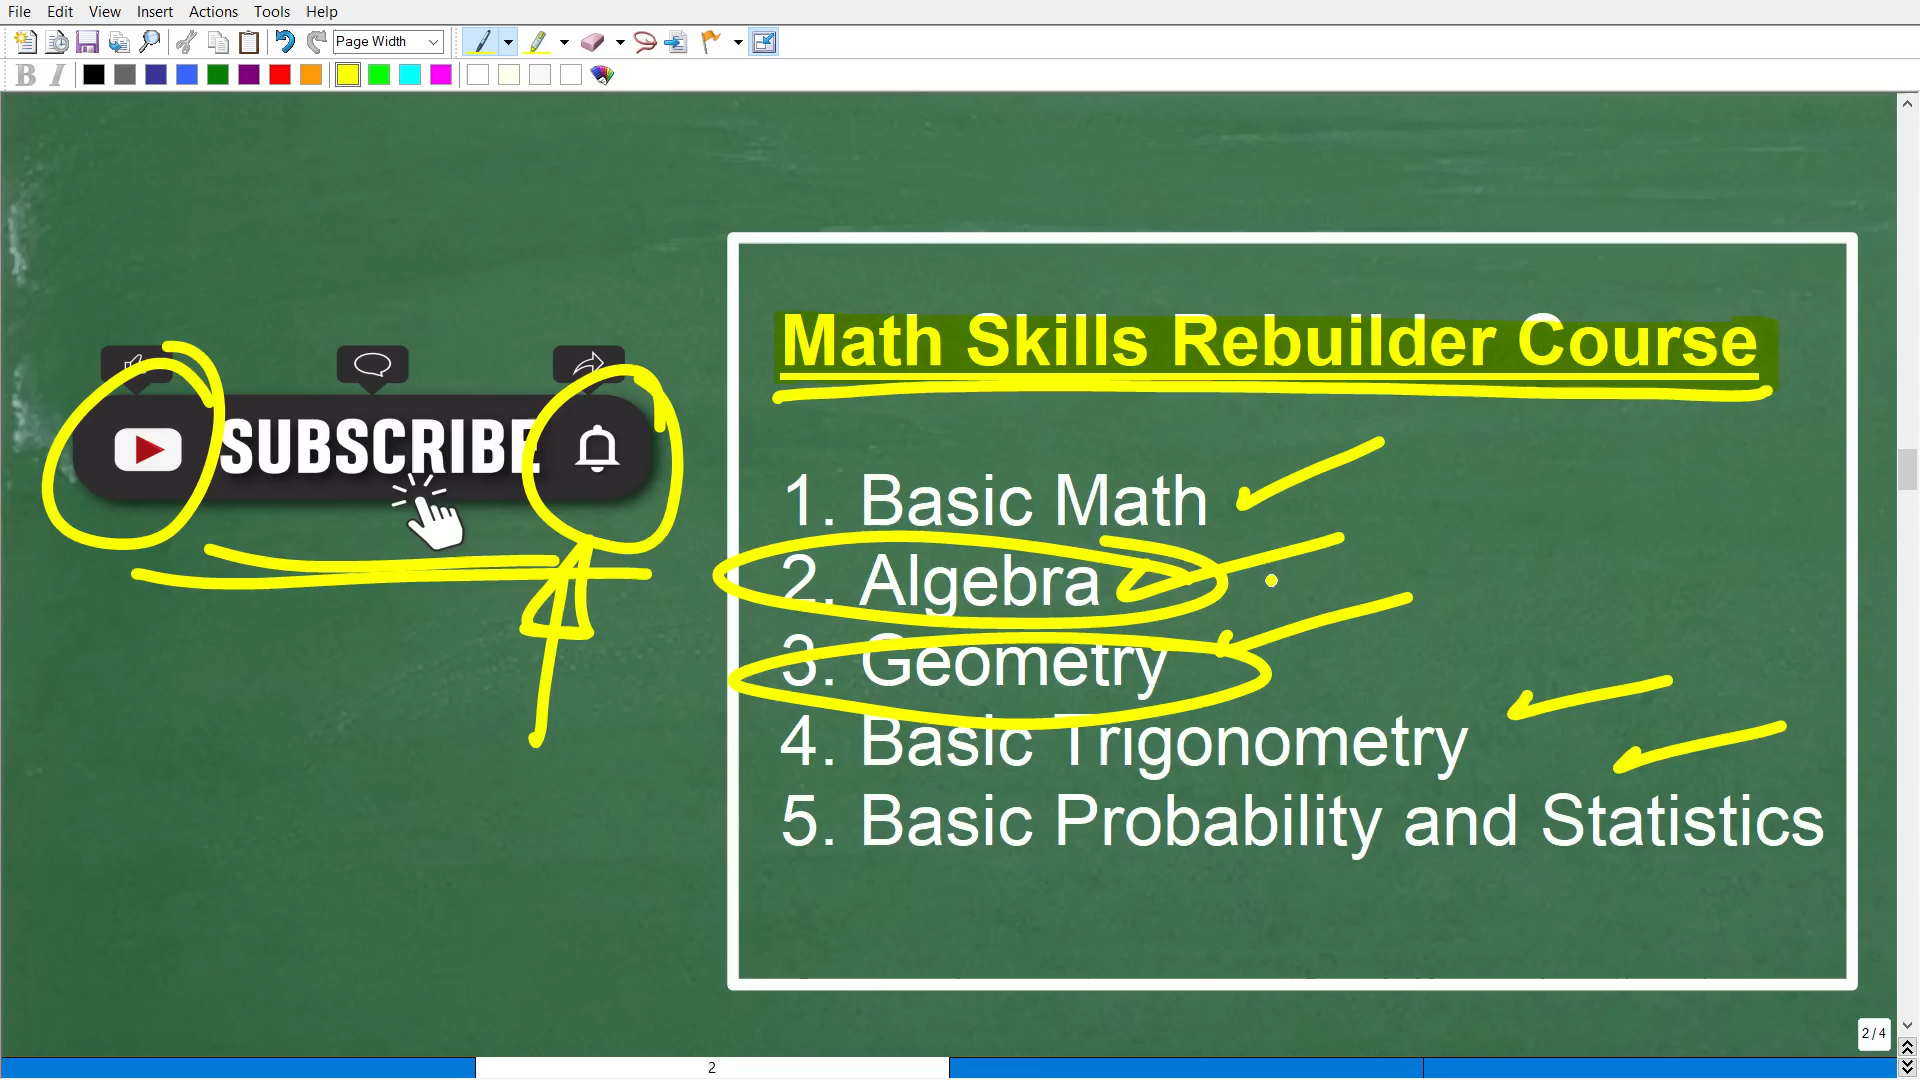 File Edit View Insert Actions Tools Help
Page Width
B I
SUBSCRIBE
Math Skills Rebuilder Course
1. Basic Math
2. Algebra
3. Geometry
4. Basic Trigonometry
5. Basic Probability and Statistics
2 / 4
2